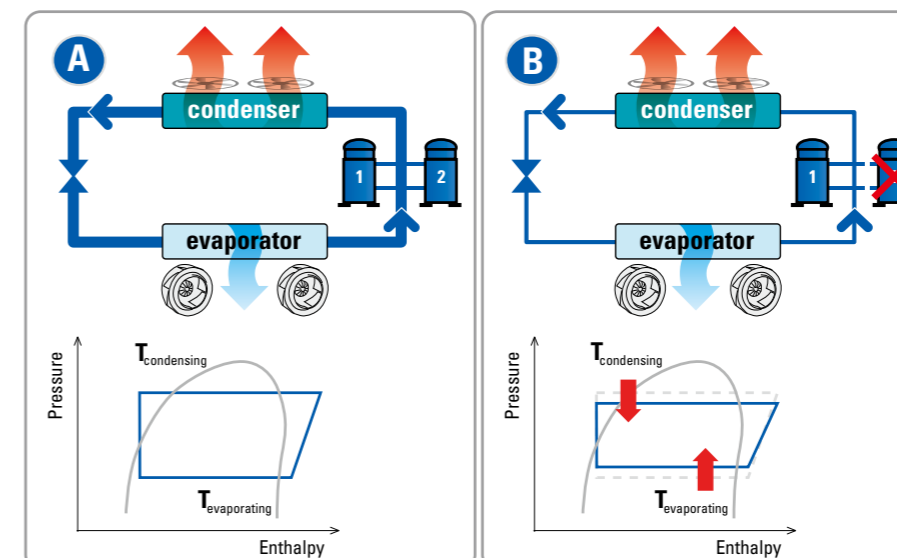 A
condenser
1
2
evaporator
Tcondensing
Pressure
Tevaporating
Enthalpy
B
condenser
1
evaporator
Tcondensing
Pressure
Tevaporating
Enthalpy